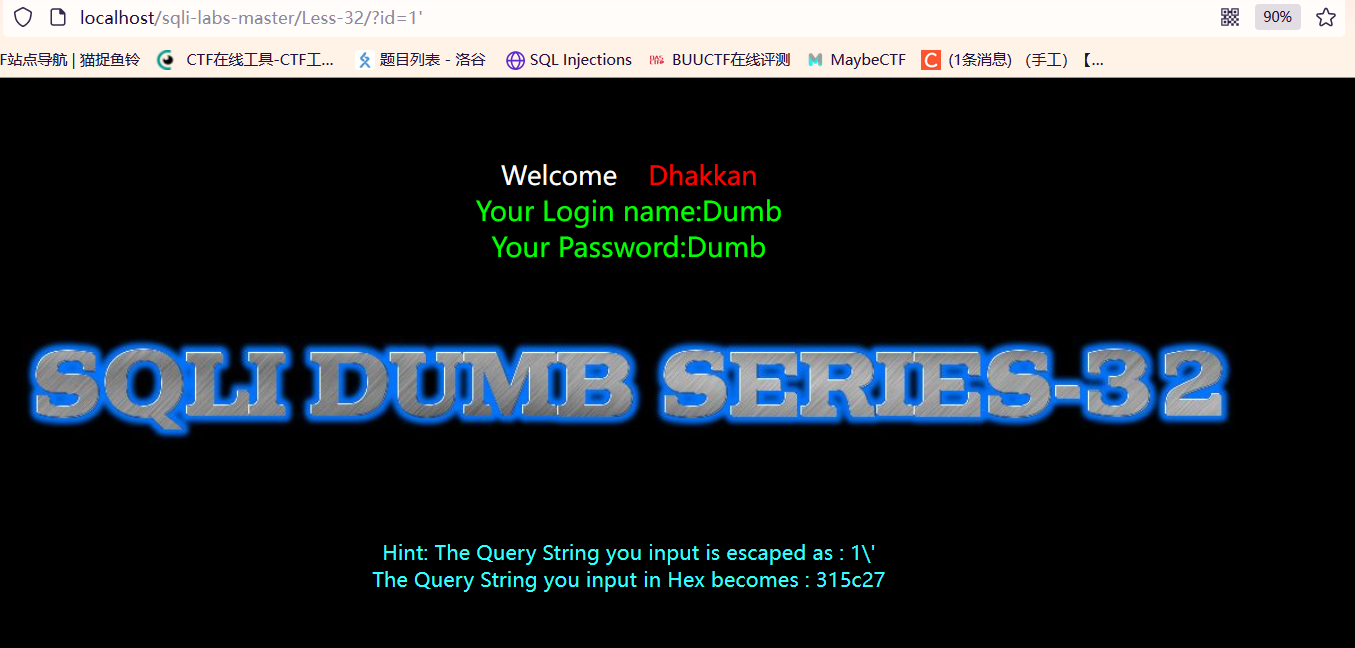 localhost/sqli-labs-master/Less-32/?id=1'
90%
F站点导航 | 猫捉鱼铃 CTF在线工具-CTF工... 题目列表 - 洛谷 SQL Injections BUUCTF在线评测 MaybeCTF C (1条消息) (手工) 【...
Welcome Dhakkan
Your Login name:Dumb
Your Password:Dumb
SQLI DUMB SERIES-32
Hint: The Query String you input is escaped as : 1\'
The Query String you input in Hex becomes : 315c27